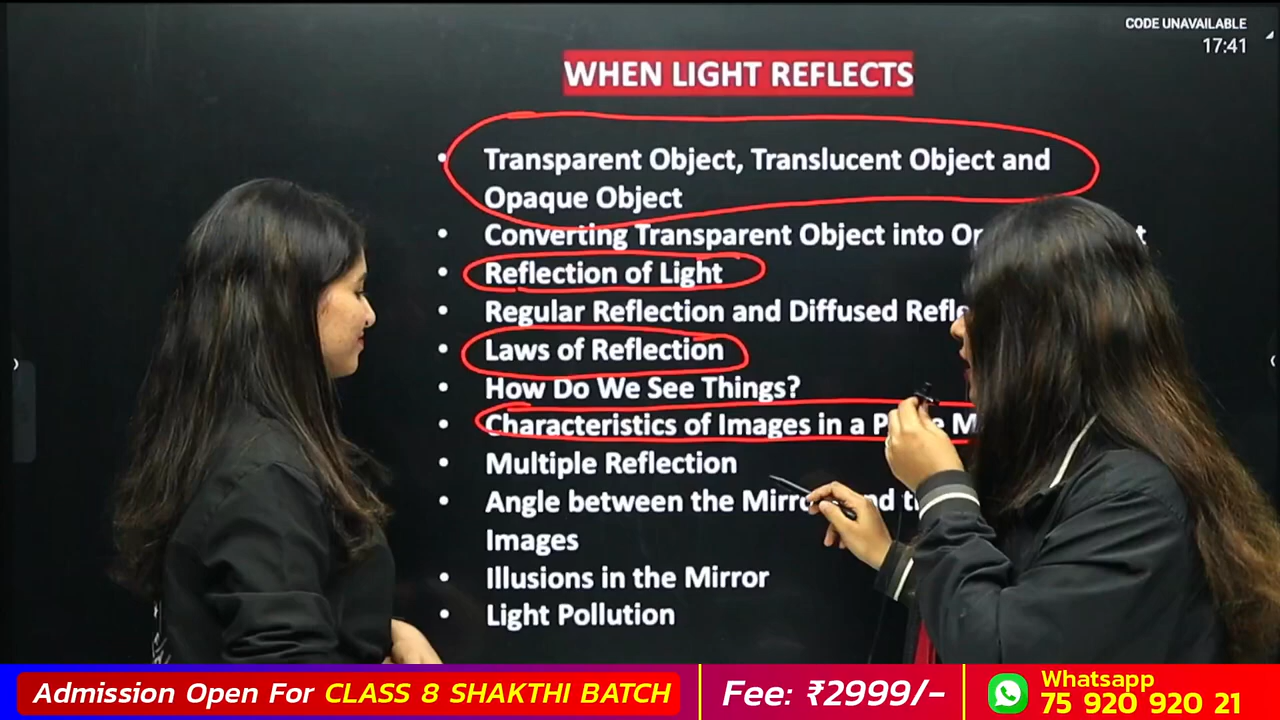 CODE UNAVAILABLE
17:41
WHEN LIGHT REFLECTS
• Transparent Object, Translucent Object and
Opaque Object
Converting Transparent Object into
• Reflection of Light
• Regular Reflection and Diffused
• Laws of Reflection
• How Do We See Things?
• Characteristics of Images in a
• Multiple Reflection
• Angle between the
Images
• Illusions in the Mirror
• Light Pollution
Admission Open For CLASS 8 SHAKTHI BATCH
Fee: ₹2999/-
Whatsapp
75 920 920 21